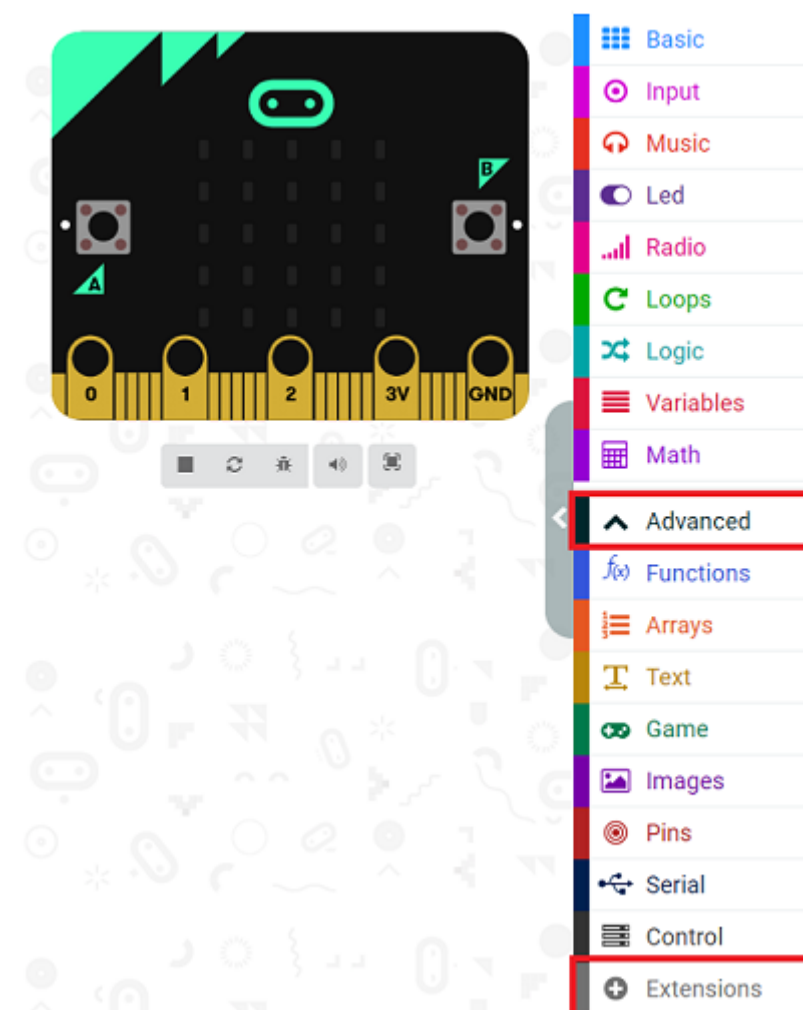 B
A
0 1 2 3V GND
Basic
Input
Music
Led
Radio
Loops
Logic
Variables
Math
Advanced
f(x) Functions
Arrays
T Text
Game
Images
Pins
Serial
Control
Extensions